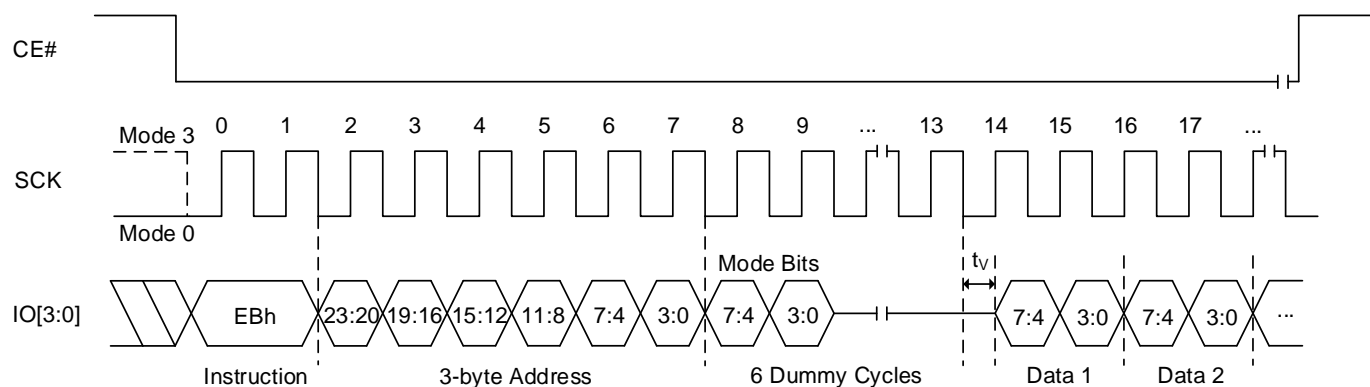 CE#
0 1 2 3 4 5 6 7 8 9 ... 13 14 15 16 17 ...
Mode 3
SCK
Mode 0
Mode Bits
tV
IO[3:0] EBh 23:20 19:16 15:12 11:8 7:4 3:0 7:4 3:0 7:4 3:0 7:4 3:0 ...
Instruction 3-byte Address 6 Dummy Cycles Data 1 Data 2